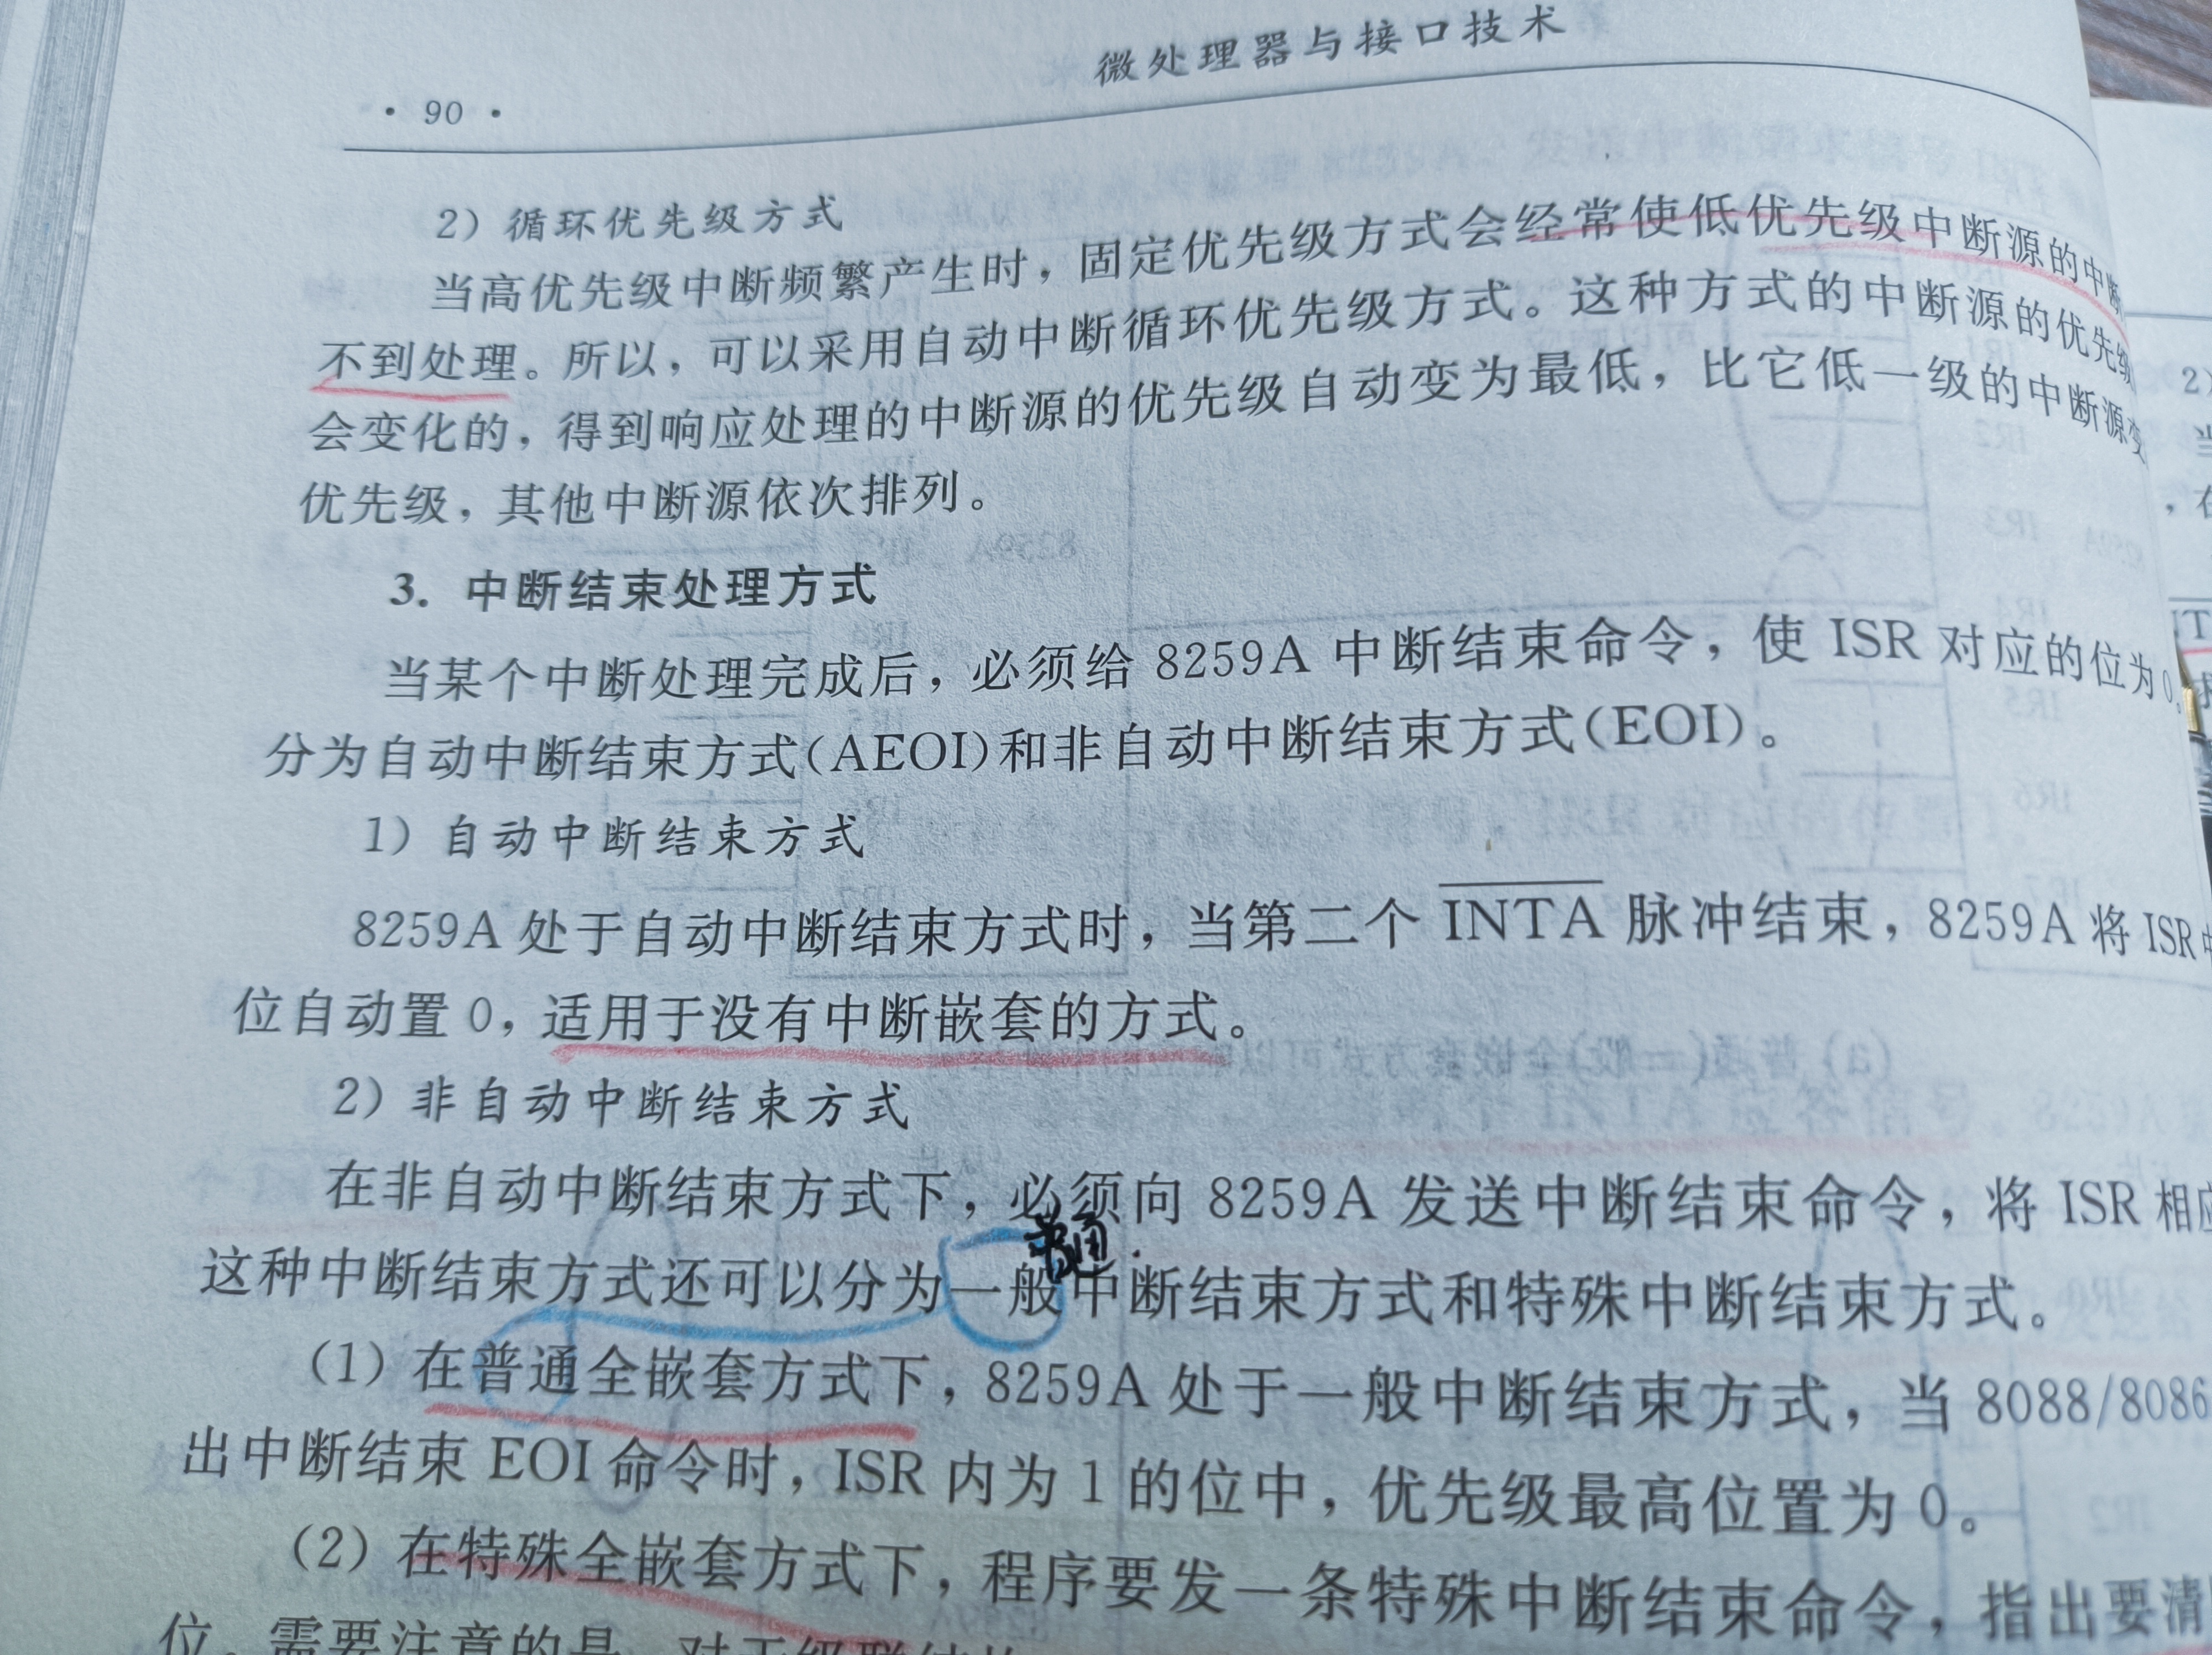 微处理器与接口技术
· 90 ·
2）循环优先级方式
当高优先级中断频繁产生时，固定优先级方式会经常使低优先级中断源的中断
不到处理。所以，可以采用自动中断循环优先级方式。这种方式的中断源的优先级
会变化的，得到响应处理的中断源的优先级自动变为最低，比它低一级的中断源变
优先级，其他中断源依次排列。
3. 中断结束处理方式
当某个中断处理完成后，必须给 8259A 中断结束命令，使 ISR 对应的位为 0。
分为自动中断结束方式(AEOI)和非自动中断结束方式(EOI)。
1）自动中断结束方式
8259A 处于自动中断结束方式时，当第二个 INTA 脉冲结束，8259A 将 ISR 中
位自动置 0，适用于没有中断嵌套的方式。
2）非自动中断结束方式
在非自动中断结束方式下，必须向 8259A 发送中断结束命令，将 ISR 相应
普通
这种中断结束方式还可以分为一般中断结束方式和特殊中断结束方式。
（1）在普通全嵌套方式下，8259A 处于一般中断结束方式，当 8088/8086
出中断结束 EOI 命令时，ISR 内为 1 的位中，优先级最高位置为 0。
（2）在特殊全嵌套方式下，程序要发一条特殊中断结束命令，指出要清
位。需要注意的是，对于级联结构